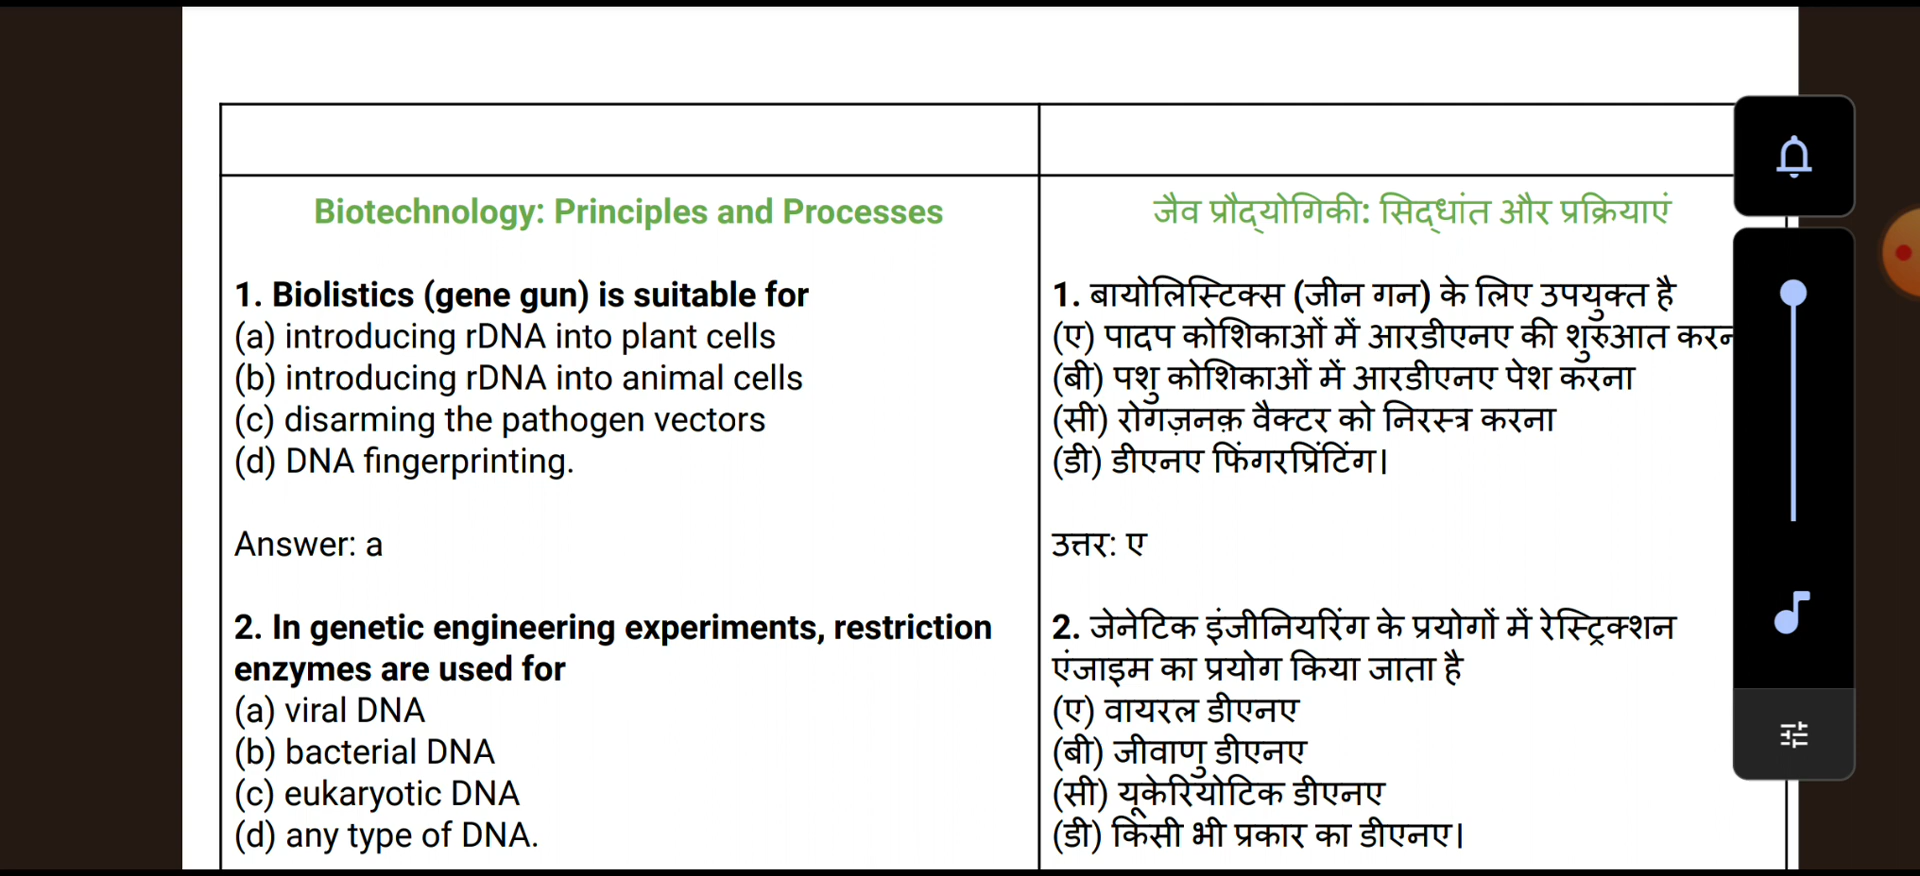 Biotechnology: Principles and Processes
1. Biolistics (gene gun) is suitable for
(a) introducing rDNA into plant cells
(b) introducing rDNA into animal cells
(c) disarming the pathogen vectors
(d) DNA fingerprinting.
Answer: a
2. In genetic engineering experiments, restriction
enzymes are used for
(a) viral DNA
(b) bacterial DNA
(c) eukaryotic DNA
(d) any type of DNA.
जैव प्रौद्योगिकी: सिद्धांत और प्रक्रियाएं
1. बायोलिस्टिक्स (जीन गन) के लिए उपयुक्त है
(ए) पादप कोशिकाओं में आरडीएनए की शुरुआत
(बी) पशु कोशिकाओं में आरडीएनए पेश करना
(सी) रोगज़नक़ वैक्टर को निरस्त्र करना
(डी) डीएनए फिंगरप्रिंटिंग।
उत्तर: ए
2. जेनेटिक इंजीनियरिंग के प्रयोगों में रेस्ट्रिक्शन
एंजाइम का प्रयोग किया जाता है
(ए) वायरल डीएनए
(बी) जीवाणु डीएनए
(सी) यूकेरियोटिक डीएनए
(डी) किसी भी प्रकार का डीएनए।